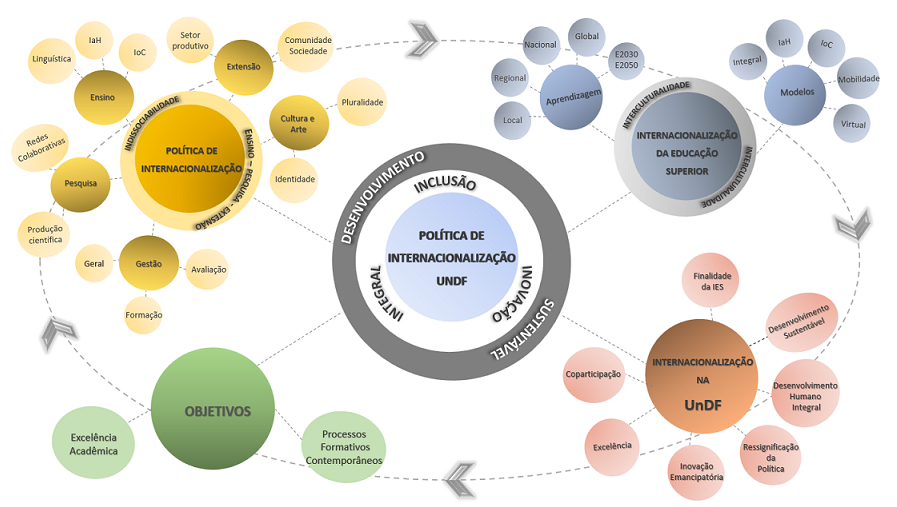 Linguística
IaH
IoC
Ensino
Setor
produtivo
Extensão
Comunidade
Sociedade
Cultura e
Arte
Pluralidade
Identidade
INDISSOCIABILIDADE
ENSINO – PESQUISA - EXTESNÃO
POLÍTICA DE
INTERNACIONALIZAÇÃO
Redes
Colaborativas
Pesquisa
Produção
científica
Gestão
Geral
Avaliação
Formação
Nacional
Global
E2030
E2050
Regional
Local
Aprendizagem
INTERCULTURALIDADE
INTERCULTURALIDADE
INTERNACIONALIZAÇÃO
DA EDUCAÇÃO
SUPERIOR
Integral
IaH
IoC
Mobilidade
Virtual
Modelos
DESENVOLVIMENTO
SUSTENTÁVEL
INCLUSÃO
INTEGRAL
INOVAÇÃO
POLÍTICA DE
INTERNACIONALIZAÇÃO
UNDF
OBJETIVOS
Excelência
Acadêmica
Processos
Formativos
Contemporâneos
INTERNACIONALIZAÇÃO
NA
UnDF
Finalidade
da IES
Desenvolvimento
Sustentável
Desenvolvimento
Humano
Integral
Ressignificação
da
Política
Inovação
Emancipatória
Excelência
Coparticipação